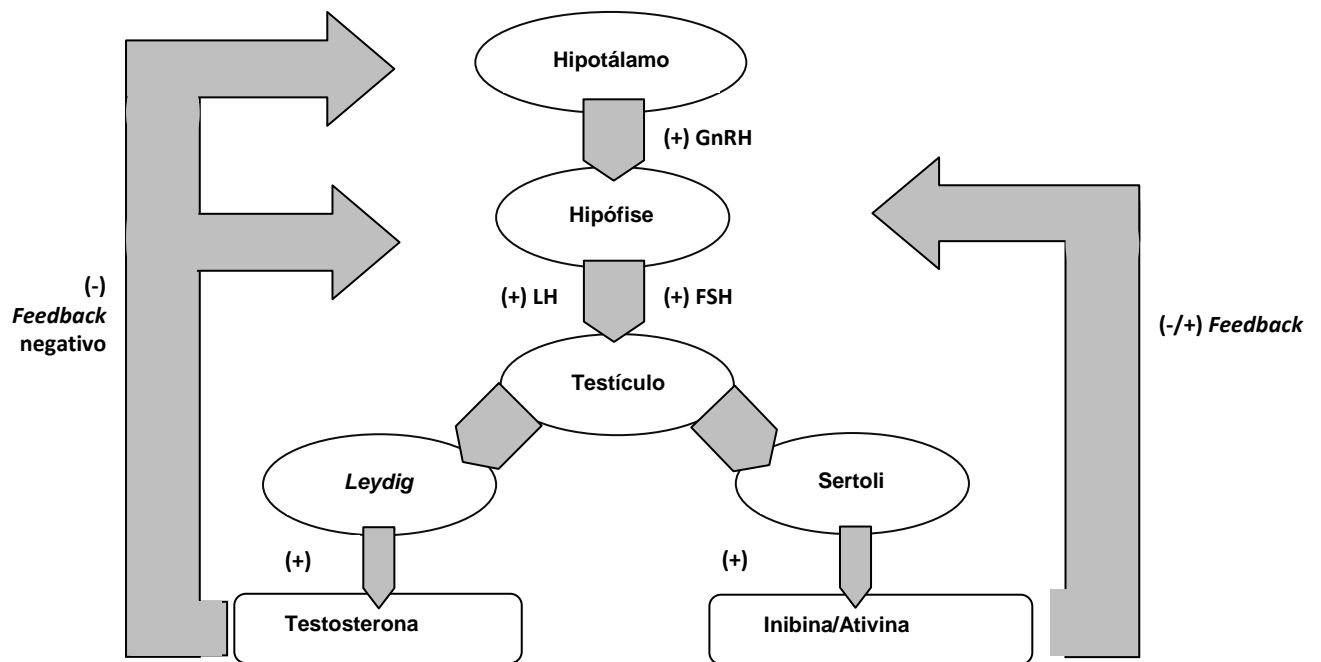 Hipotálamo
(+) GnRH
Hipófise
(+) LH
(+) FSH
(-)
Feedback
negativo
(-/+) Feedback
Testículo
Leydig
Sertoli
(+)
(+)
Testosterona
Inibina/Ativina